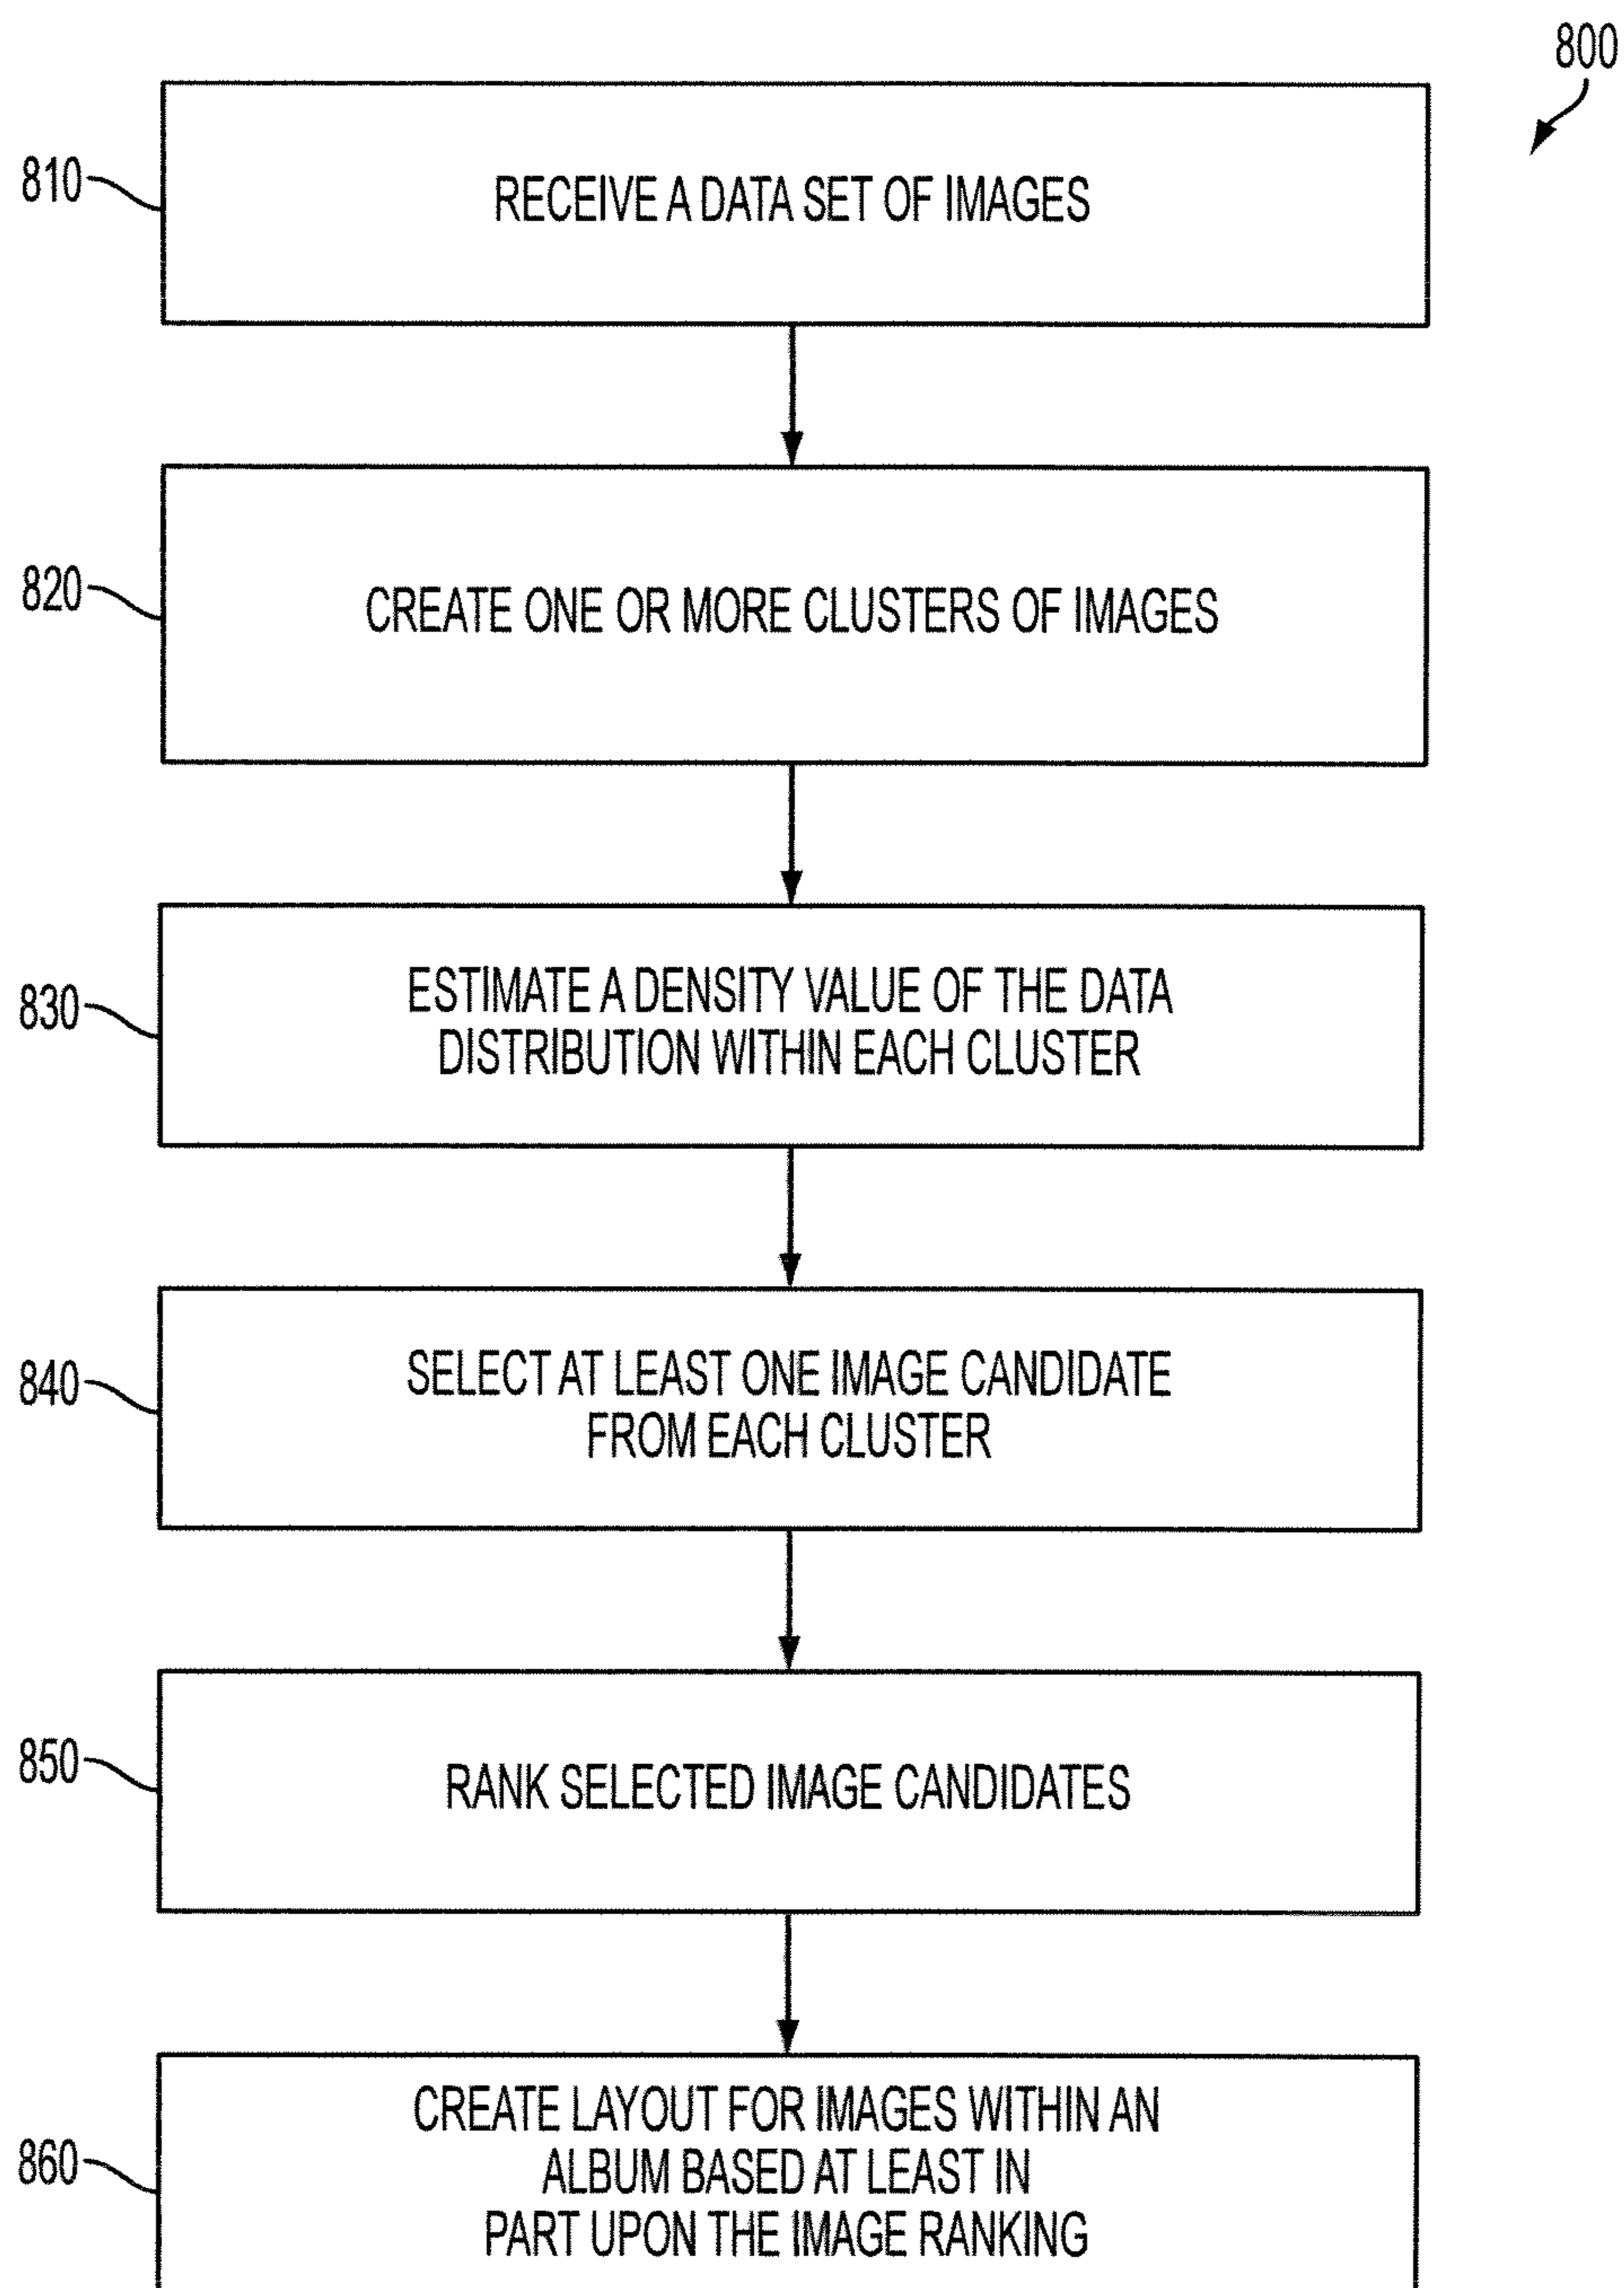 800
810
RECEIVE A DATA SET OF IMAGES
820
CREATE ONE OR MORE CLUSTERS OF IMAGES
830
ESTIMATE A DENSITY VALUE OF THE DATA
DISTRIBUTION WITHIN EACH CLUSTER
840
SELECT AT LEAST ONE IMAGE CANDIDATE
FROM EACH CLUSTER
850
RANK SELECTED IMAGE CANDIDATES
860
CREATE LAYOUT FOR IMAGES WITHIN AN
ALBUM BASED AT LEAST IN
PART UPON THE IMAGE RANKING